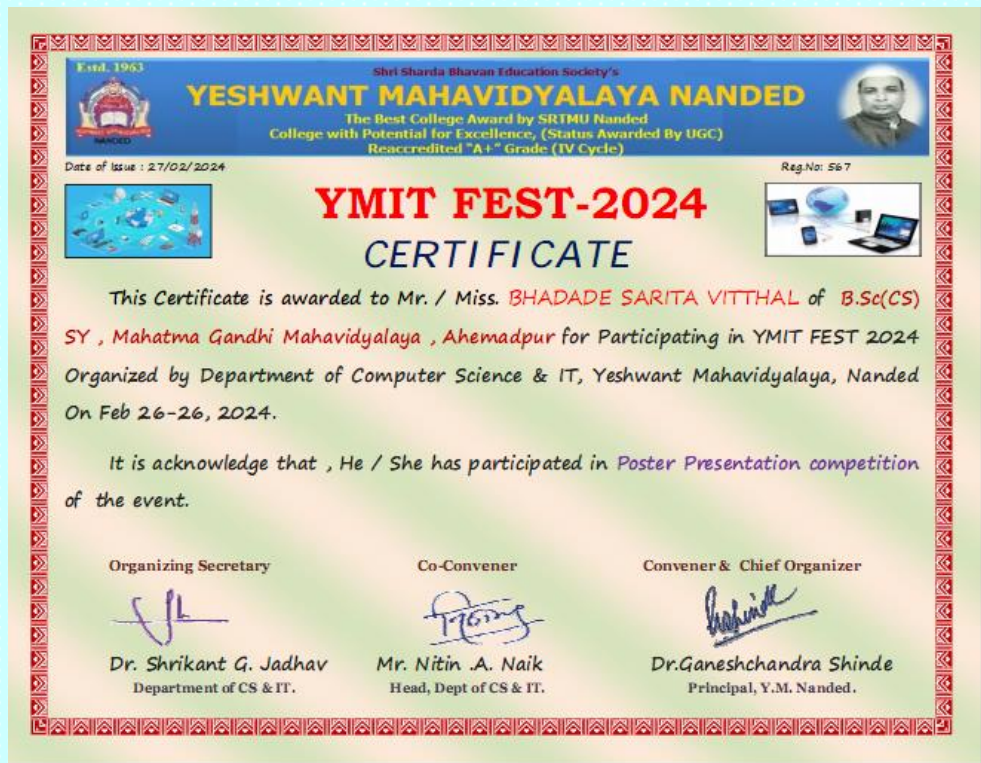 Estd. 1963
Shri Sharda Bhavan Education Society's
YESHWANT MAHAVIDYALAYA NANDED
The Best College Award by SRTMU Nanded
College with Potential for Excellence, (Status Awarded By UGC)
Reaccredited "A+" Grade (IV Cycle)
NANDED
Date of Issue : 27/02/2024 Reg.No: 567
YMIT FEST-2024
CERTIFICATE
This Certificate is awarded to Mr. / Miss. BHADADE SARITA VITTHAL of B.Sc(CS)
SY , Mahatma Gandhi Mahavidyalaya , Ahemadpur for Participating in YMIT FEST 2024
Organized by Department of Computer Science & IT, Yeshwant Mahavidyalaya, Nanded
On Feb 26-26, 2024.
It is acknowledge that , He / She has participated in Poster Presentation competition
of the event.
Organizing Secretary Co-Convener Convener & Chief Organizer
Dr. Shrikant G. Jadhav Mr. Nitin .A. Naik Dr.Ganeshchandra Shinde
Department of CS & IT. Head, Dept of CS & IT. Principal, Y.M. Nanded.